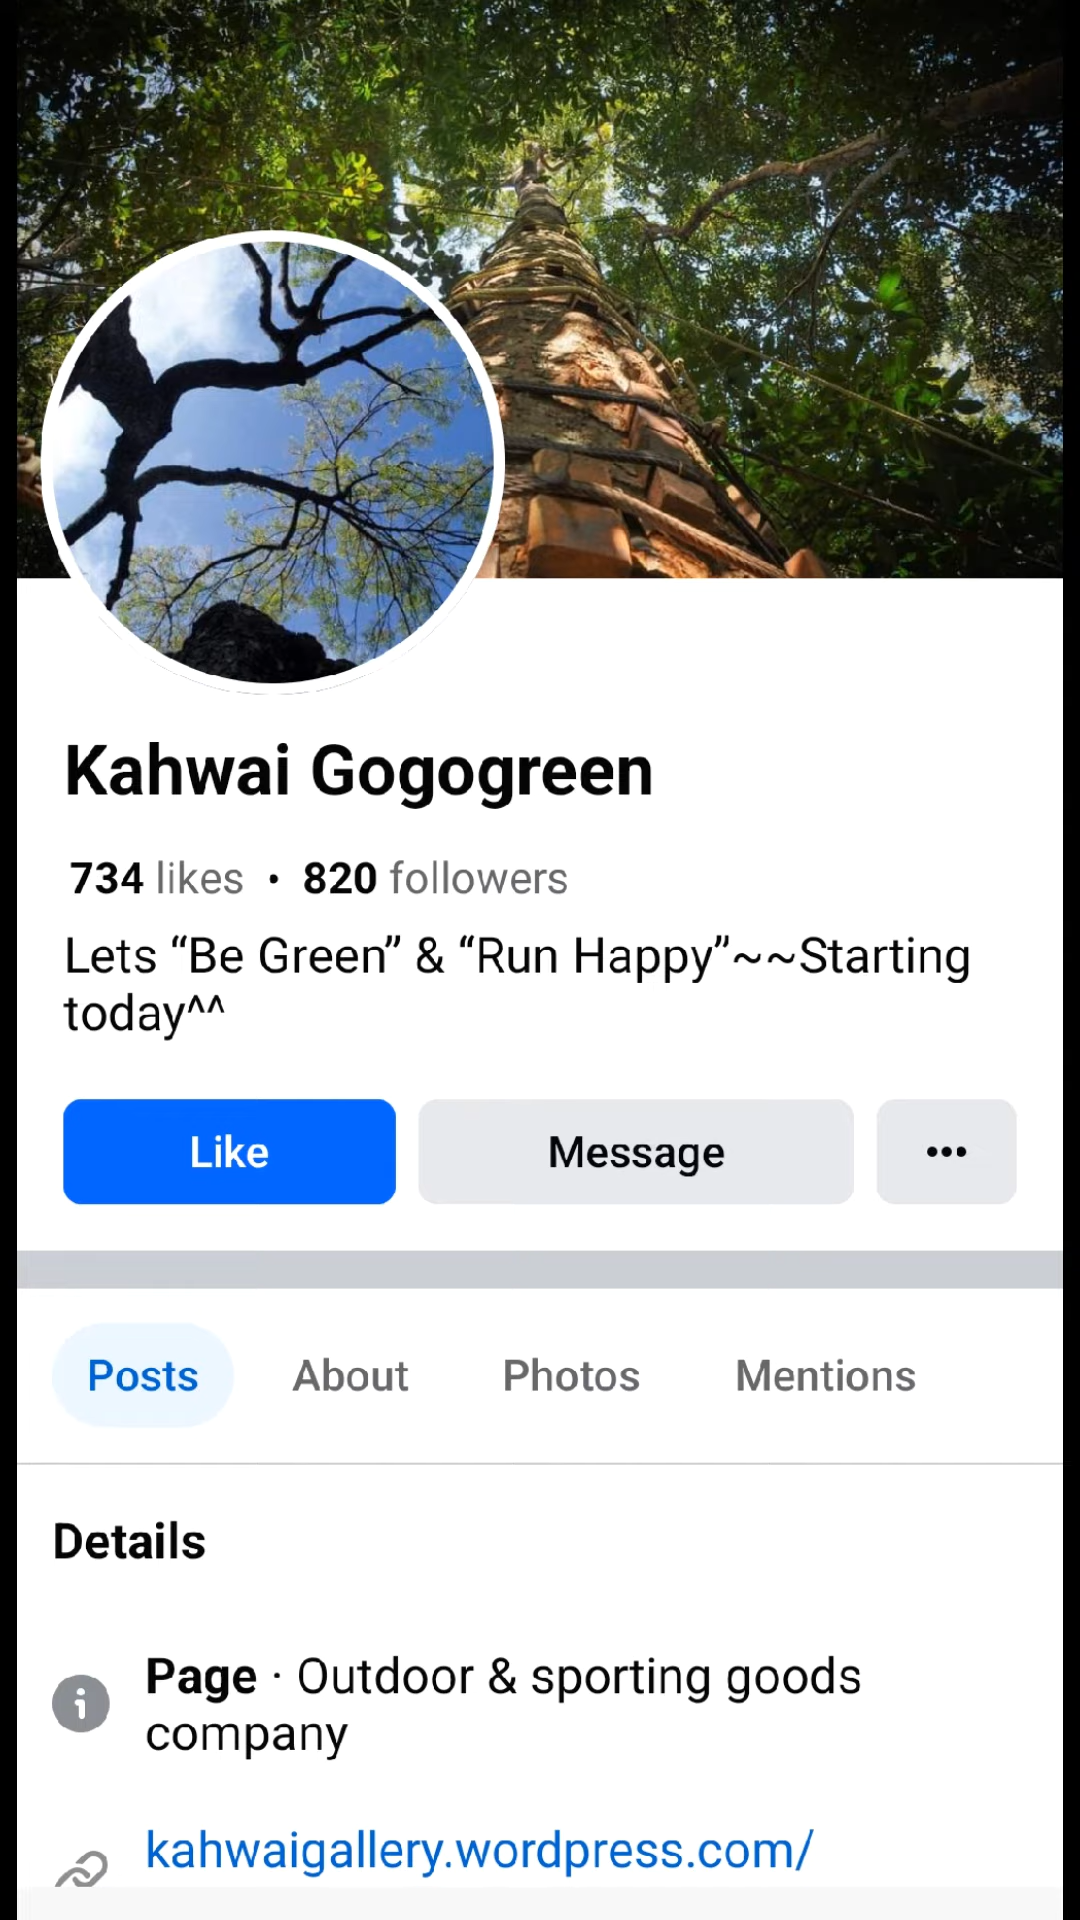 Kahwai Gogogreen
734 likes · 820 followers
Lets “Be Green” & “Run Happy”~~Starting
today^^
Like
Message
•••
Posts
About
Photos
Mentions
Details
Page · Outdoor & sporting goods
company
kahwaigallery.wordpress.com/